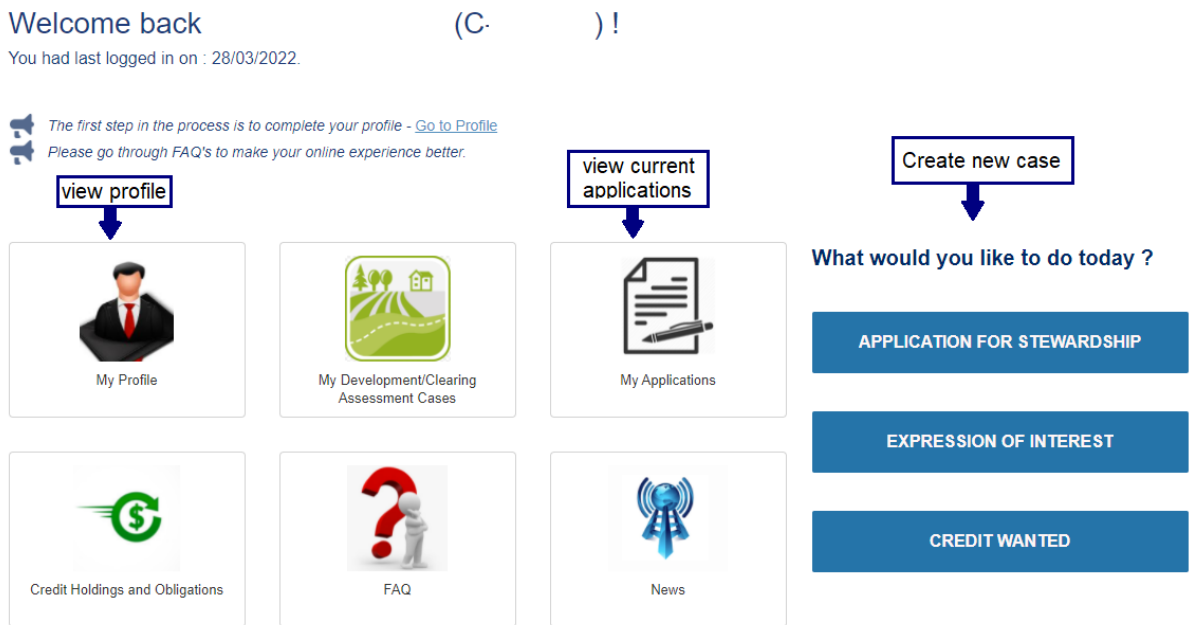 Welcome back (C- ) !
You had last logged in on : 28/03/2022.
The first step in the process is to complete your profile - Go to Profile
Please go through FAQ's to make your online experience better.
view profile
view current
applications
Create new case
My Profile
My Development/Clearing
Assessment Cases
My Applications
What would you like to do today ?
APPLICATION FOR STEWARDSHIP
EXPRESSION OF INTEREST
CREDIT WANTED
$
Credit Holdings and Obligations
?
FAQ
News